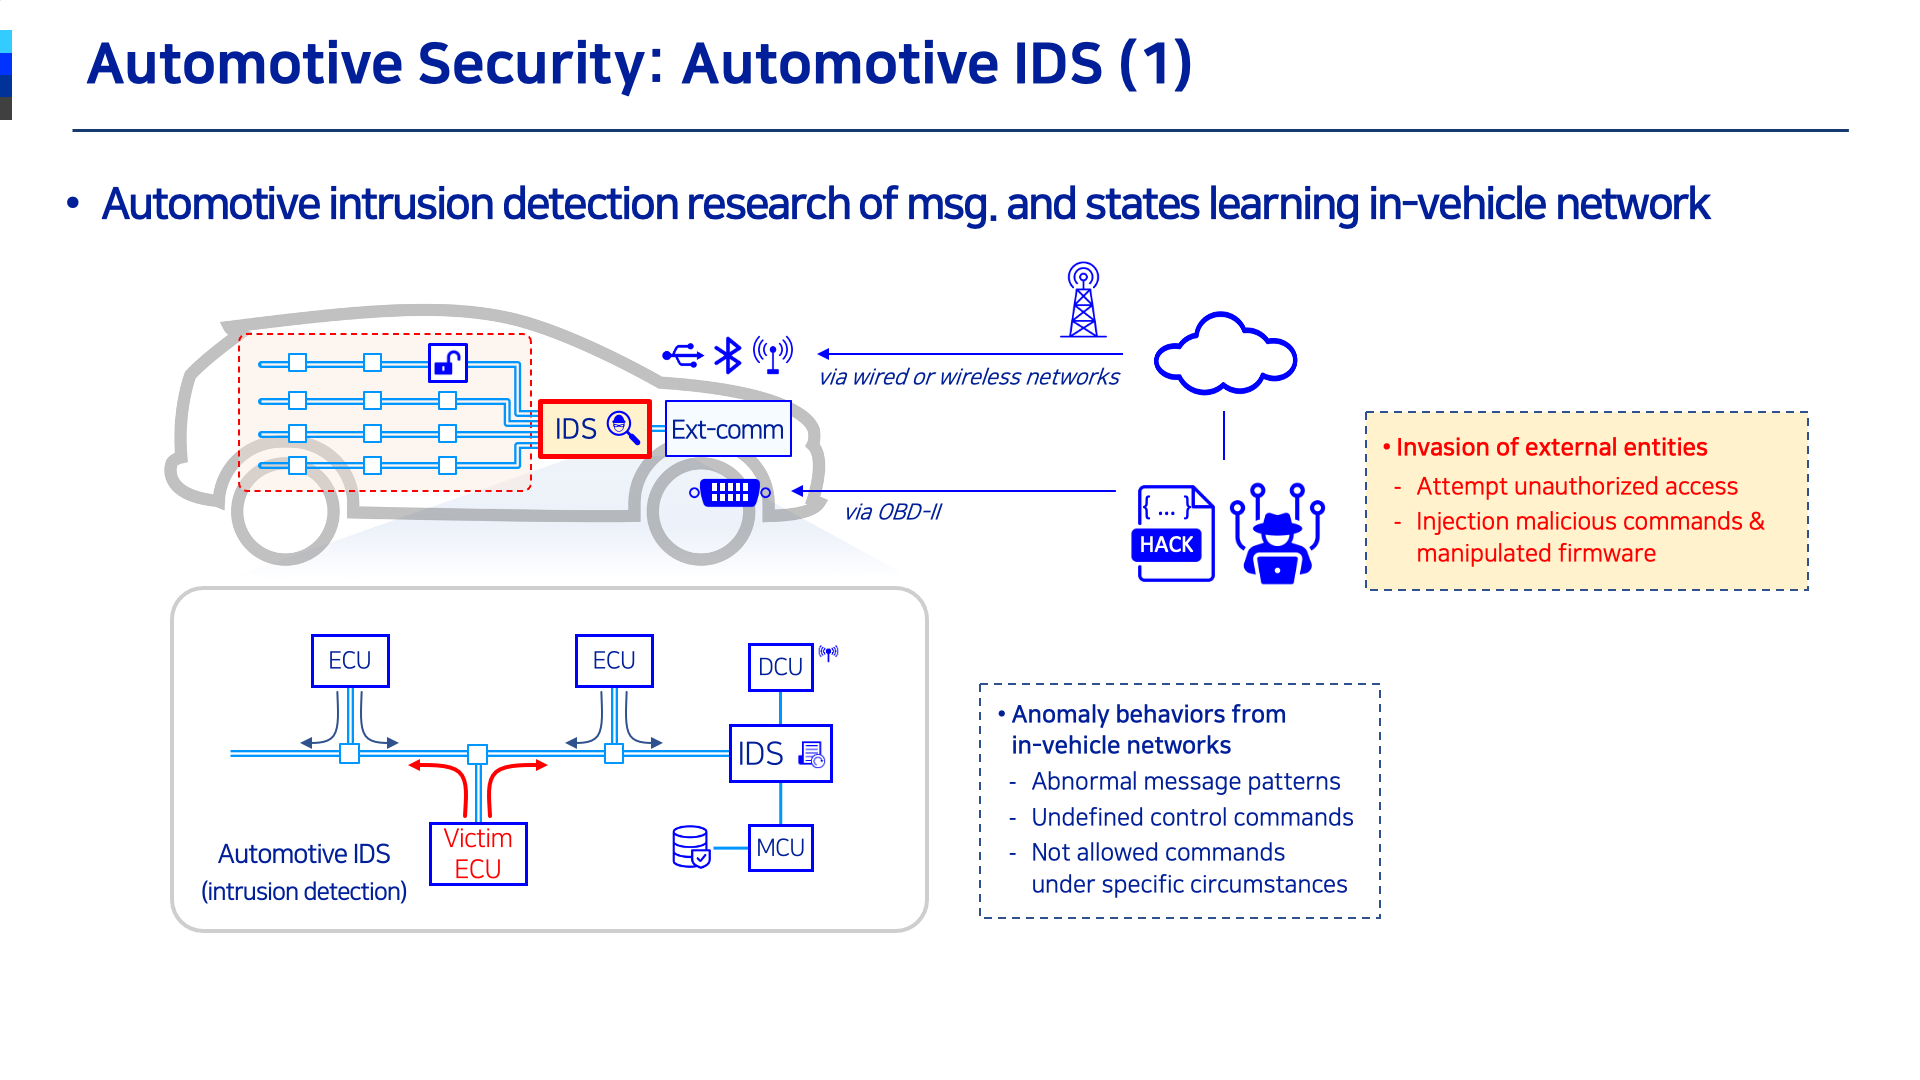 Automotive Security: Automotive IDS (1)
• Automotive intrusion detection research of msg. and states learning in-vehicle network
via wired or wireless networks
IDS
Ext-comm
via OBD-II
{ ... }
HACK
• Invasion of external entities
- Attempt unauthorized access
- Injection malicious commands &
manipulated firmware
ECU
ECU
DCU
IDS
Victim
ECU
MCU
Automotive IDS
(intrusion detection)
• Anomaly behaviors from
in-vehicle networks
- Abnormal message patterns
- Undefined control commands
- Not allowed commands
under specific circumstances